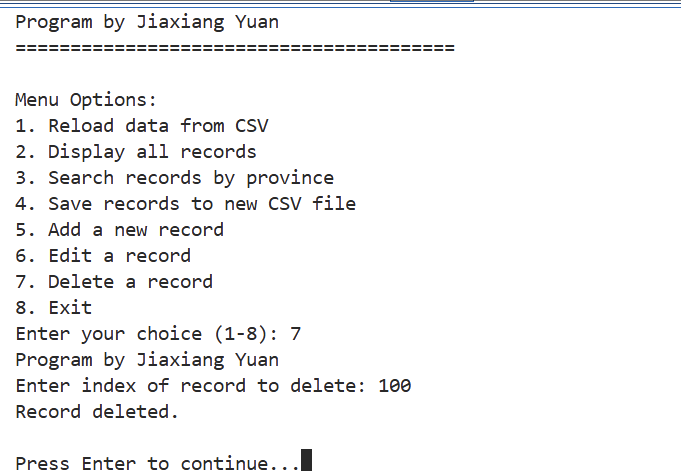 Program by Jiaxiang Yuan
========================================
Menu Options:
1. Reload data from CSV
2. Display all records
3. Search records by province
4. Save records to new CSV file
5. Add a new record
6. Edit a record
7. Delete a record
8. Exit
Enter your choice (1-8): 7
Program by Jiaxiang Yuan
Enter index of record to delete: 100
Record deleted.
Press Enter to continue...